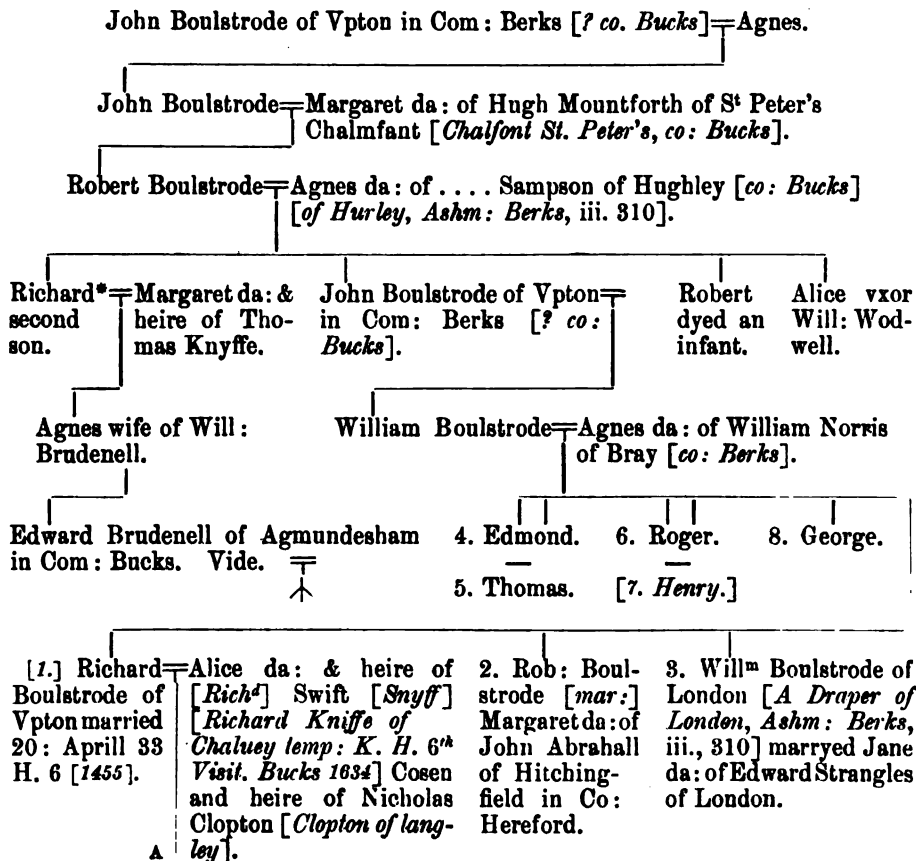 John Boulstrode of Vpton in Com: Berks [? co. Bucks]=Agnes.
John Boulstrode=Margaret da: of Hugh Mountforth of Sᵗ Peter's
Chalmfant [Chalfont St. Peter's, co: Bucks].
Robert Boulstrode=Agnes da: of .... Sampson of Hughley [co: Bucks]
[of Hurley, Ashm: Berks, iii. 310].
Richard*=
second
son.
Margaret da: &
heire of Tho-
mas Knyffe.
John Boulstrode of Vpton=
in Com: Berks [? co:
Bucks].
Robert
dyed an
infant.
Alice vxor
Will: Wod-
well.
Agnes wife of Will:
Brudenell.
William Boulstrode=Agnes da: of William Norris
of Bray [co: Berks].
Edward Brudenell of Agmundesham
in Com: Bucks. Vide.
4. Edmond. 6. Roger. 8. George.
5. Thomas. [7. Henry.]
[1.] Richard=
Boulstrode of
Vpton married
20: Aprill 33
H. 6 [1455].
Alice da: & heire of
[Richᵈ] Swift [Snyff]
[Richard Kniffe of
Chaluey temp: K. H. 6ᵗʰ
Visit. Bucks 1634] Cosen
and heire of Nicholas
Clopton [Clopton of lang-
ley].
A
2. Rob: Boul-
strode [mar:]
Margaret da: of
John Abrahall
of Hitching-
field in Co:
Hereford.
3. Willᵐ Boulstrode of
London [A Draper of
London, Ashm: Berks,
iii., 310] marryed Jane
da: of Edward Strangles
of London.